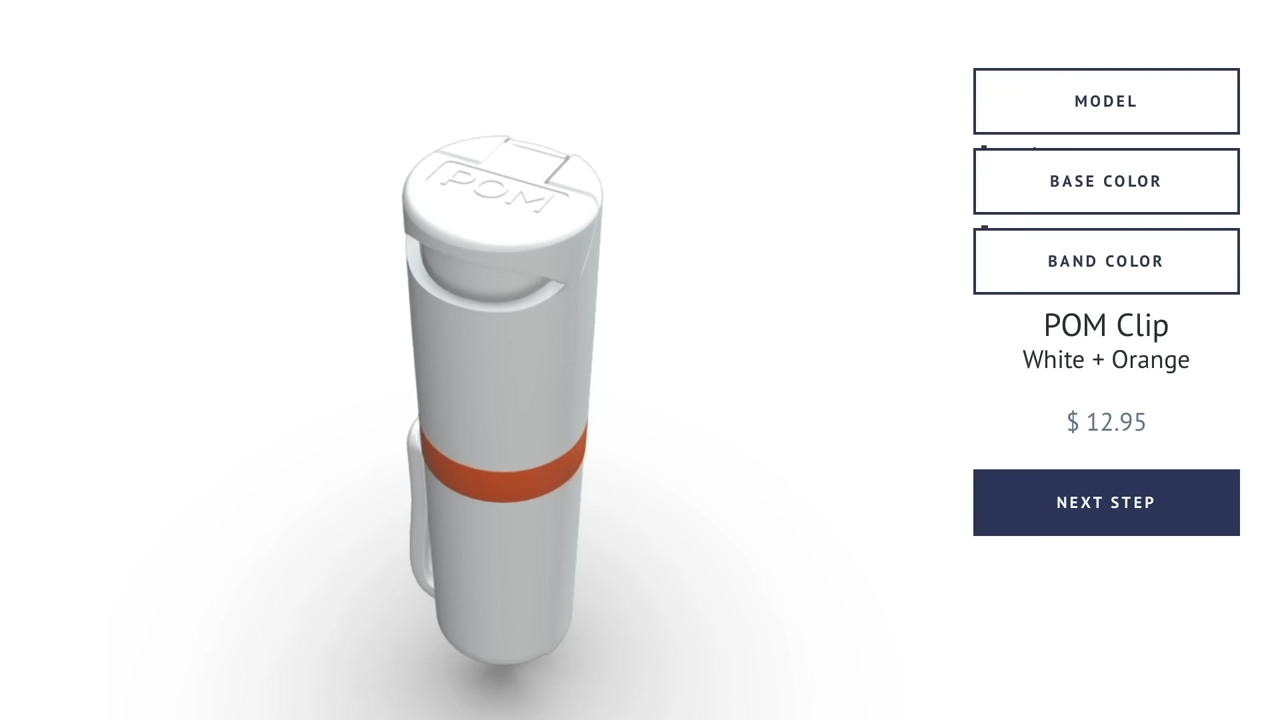 POM
MODEL
BASE COLOR
BAND COLOR
POM Clip
White + Orange
$ 12.95
NEXT STEP